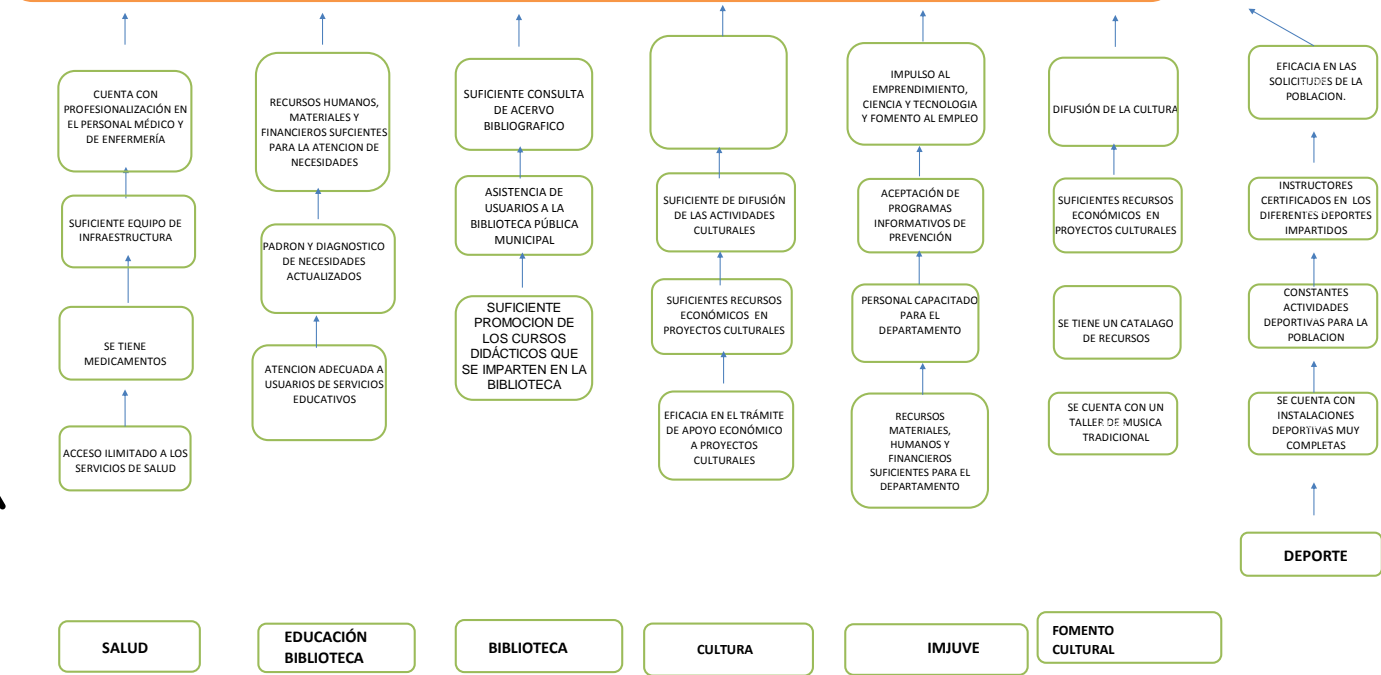 CUENTA CON
PROFESIONALIZACIÓN EN
EL PERSONAL MÉDICO Y
DE ENFERMERÍA
SUFICIENTE EQUIPO DE
INFRAESTRUCTURA
SE TIENE
MEDICAMENTOS
ACCESO ILIMITADO A LOS
SERVICIOS DE SALUD
SALUD
RECURSOS HUMANOS,
MATERIALES Y
FINANCIEROS SUFCIENTES
PARA LA ATENCION DE
NECESIDADES
PADRON Y DIAGNOSTICO
DE NECESIDADES
ACTUALIZADOS
ATENCION ADECUADA A
USUARIOS DE SERVICIOS
EDUCATIVOS
EDUCACIÓN
BIBLIOTECA
SUFICIENTE CONSULTA
DE ACERVO
BIBLIOGRAFICO
ASISTENCIA DE
USUARIOS A LA
BIBLIOTECA PÚBLICA
MUNICIPAL
SUFICIENTE
PROMOCION DE
LOS CURSOS
DIDÁCTICOS QUE
SE IMPARTEN EN LA
BIBLIOTECA
BIBLIOTECA
SUFICIENTE DE DIFUSIÓN
DE LAS ACTIVIDADES
CULTURALES
SUFICIENTES RECURSOS
ECONÓMICOS EN
PROYECTOS CULTURALES
EFICACIA EN EL TRÁMITE
DE APOYO ECONÓMICO
A PROYECTOS
CULTURALES
CULTURA
IMPULSO AL
EMPRENDIMIENTO,
CIENCIA Y TECNOLOGIA
Y FOMENTO AL EMPLEO
ACEPTACIÓN DE
PROGRAMAS
INFORMATIVOS DE
PREVENCIÓN
PERSONAL CAPACITADO
PARA EL
DEPARTAMENTO
RECURSOS
MATERIALES,
HUMANOS Y
FINANCIEROS
SUFICIENTES PARA EL
DEPARTAMENTO
IMJUVE
DIFUSIÓN DE LA CULTURA
SUFICIENTES RECURSOS
ECONÓMICOS EN
PROYECTOS CULTURALES
SE TIENE UN CATALAGO
DE RECURSOS
SE CUENTA CON UN
TALLER DE MUSICA
TRADICIONAL
FOMENTO
CULTURAL
EFICACIA EN LAS
SOLICITUDES DE LA
POBLACION.
INSTRUCTORES
CERTIFICADOS EN LOS
DIFERENTES DEPORTES
IMPARTIDOS
CONSTANTES
ACTIVIDADES
DEPORTIVAS PARA LA
POBLACION
SE CUENTA CON
INSTALACIONES
DEPORTIVAS MUY
COMPLETAS
DEPORTE